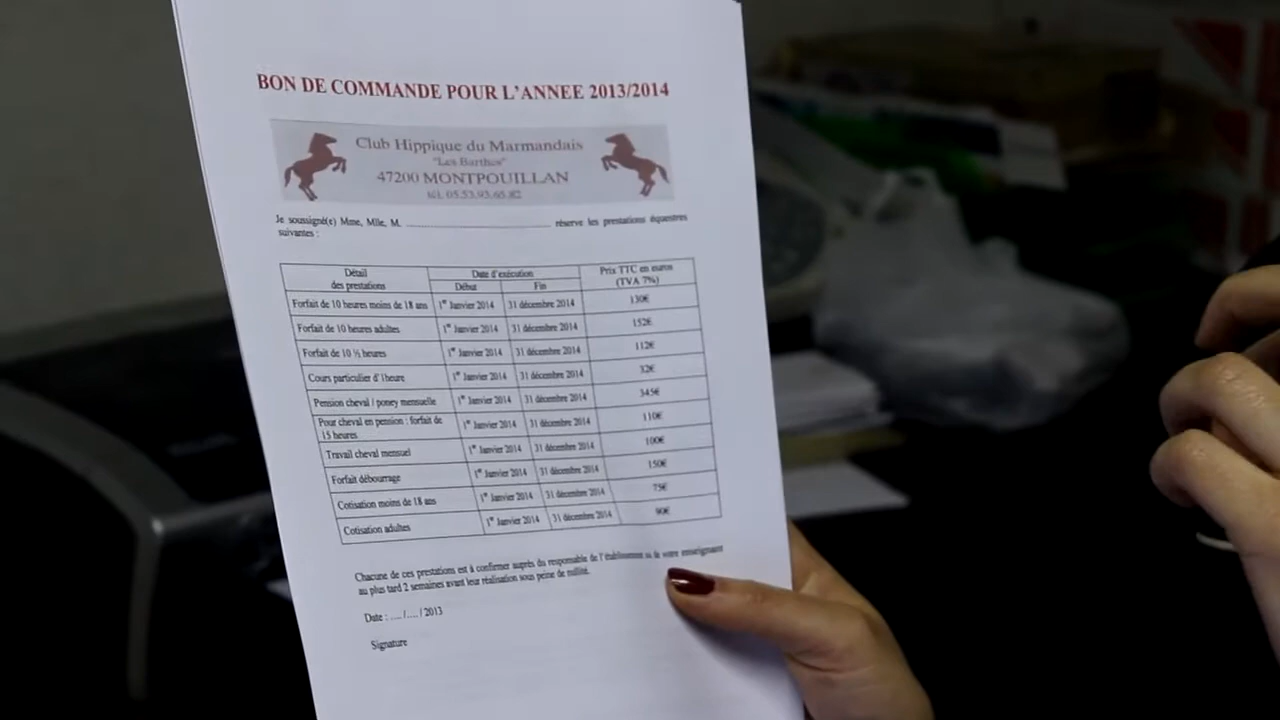 BON DE COMMANDE POUR L'ANNEE 2013/2014
Club Hippique du Marmandais
"Les Barthes"
47200 MONTPOUILLAN
tél. 05.53.93.65.82
Je soussigné(e) Mme, Mlle, M. ............................................................ réserve les prestations équestres
suivantes :
Détail des prestations Date d'exécution Prix TTC en euros (TVA 7%)
Début Fin
Forfait de 10 heures moins de 18 ans 1er Janvier 2014 31 décembre 2014 130€
Forfait de 10 heures adultes 1er Janvier 2014 31 décembre 2014 152€
Forfait de 10 ½ heures 1er Janvier 2014 31 décembre 2014 112€
Cours particulier d'1heure 1er Janvier 2014 31 décembre 2014 32€
Pension cheval / poney mensuelle 1er Janvier 2014 31 décembre 2014 345€
Pour cheval en pension : forfait de 15 heures 1er Janvier 2014 31 décembre 2014 110€
Travail cheval mensuel 1er Janvier 2014 31 décembre 2014 100€
Forfait débourrage 1er Janvier 2014 31 décembre 2014 150€
Cotisation moins de 18 ans 1er Janvier 2014 31 décembre 2014 75€
Cotisation adultes 1er Janvier 2014 31 décembre 2014 90€
Chacune de ces prestations est à confirmer auprès du responsable de l'établissement ou de votre enseignant
au plus tard 2 semaines avant leur réalisation sous peine de nullité.
Date : ..../..../ 2013
Signature